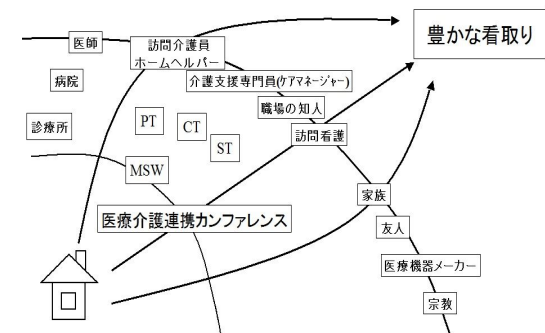 豊かな看取り
医師
訪問介護員
ホームヘルパー
病院
介護支援専門員(ケアマネージャー)
職場の知人
診療所
PT
CT
ST
訪問看護
MSW
家族
医療介護連携カンファレンス
友人
医療機器メーカー
宗教